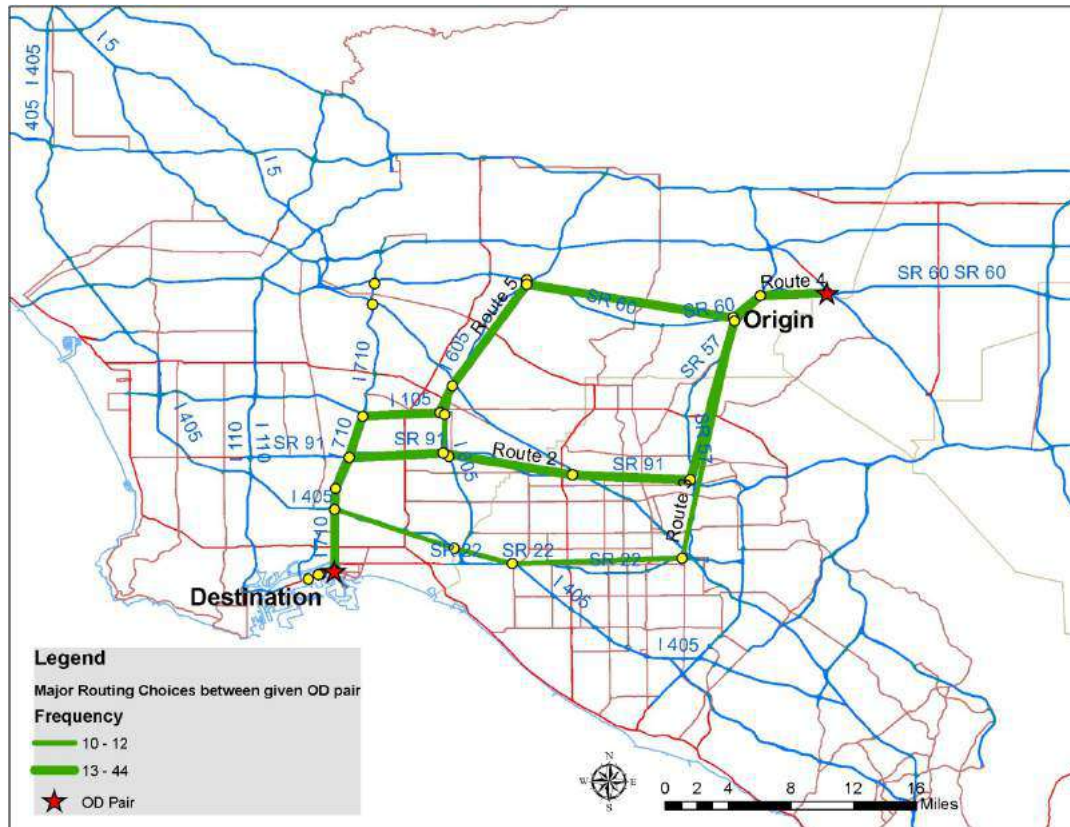 I 5
I 405
405
I 5
Route 4
SR 60 SR 60
Route 5
SR 60
SR 60
Origin
I 710
605
SR 57
I 105
I 405
I 110
I 110
SR 91
710
SR 91
I 605
Route 2
SR 91
SR 57
Route 3
I 405
I 710
SR 22
SR 22
SR 22
Destination
I 405
I 405
Legend
Major Routing Choices between given OD pair
Frequency
10 - 12
13 - 44
OD Pair
N
W
E
S
0 2 4 8 12 16
Miles